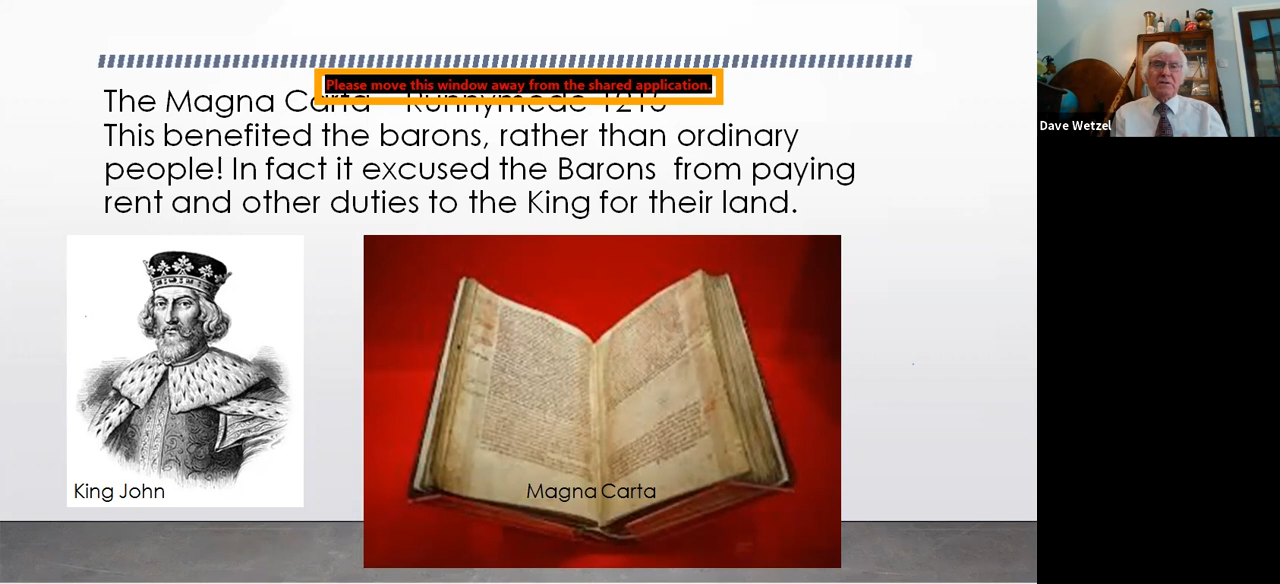 Please move this window away from the shared application.
The Magna Carta – Runnymede 1215
This benefited the barons, rather than ordinary
people! In fact it excused the Barons from paying
rent and other duties to the King for their land.
Dave Wetzel
King John
Magna Carta